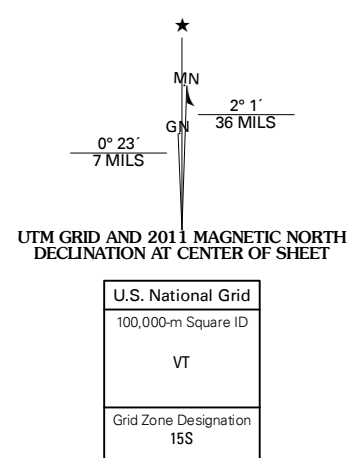 MN
2° 1´
36 MILS
GN
0° 23´
7 MILS
UTM GRID AND 2011 MAGNETIC NORTH
DECLINATION AT CENTER OF SHEET
U.S. National Grid
100,000-m Square ID
VT
Grid Zone Designation
15S